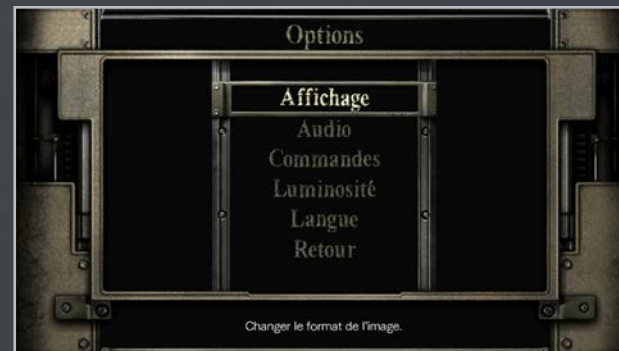 Options
Affichage
Audio
Commandes
Luminosité
Langue
Retour
Changer le format de l'image.